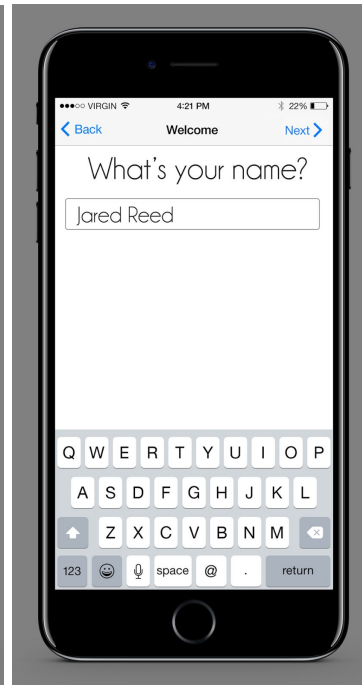 VIRGIN 4:21 PM 22%
Back Welcome Next
What's your name?
Jared Reed
Q W E R T Y U I O P
A S D F G H J K L
Z X C V B N M
123 space @ . return